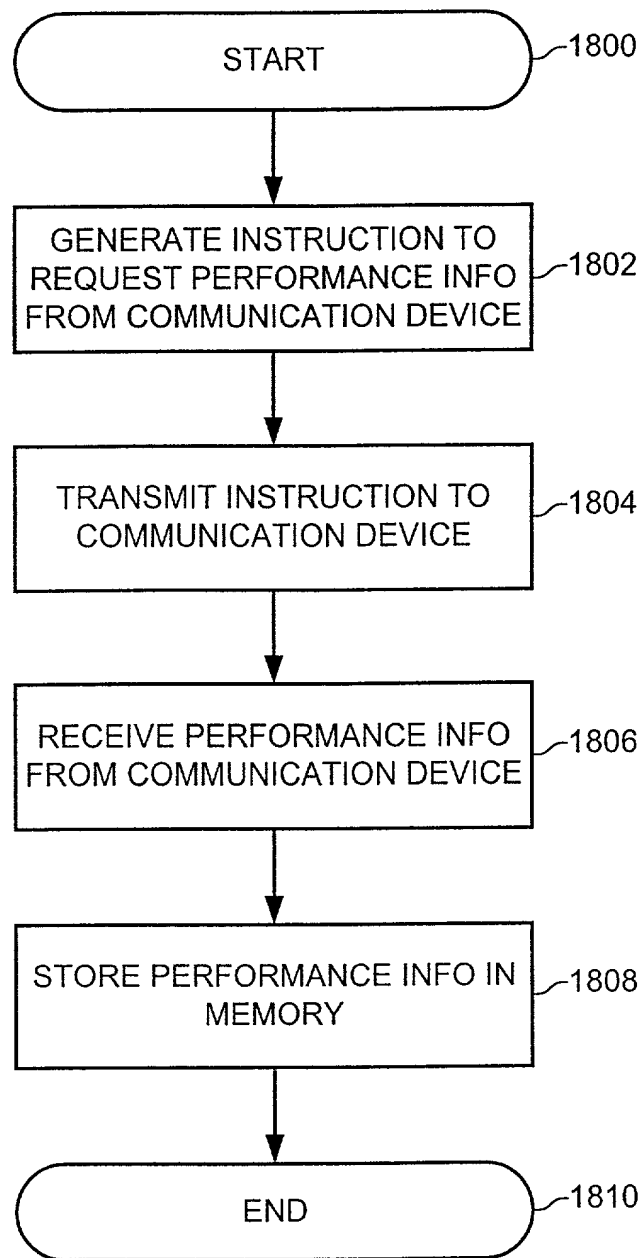 START
1800
GENERATE INSTRUCTION TO
REQUEST PERFORMANCE INFO
FROM COMMUNICATION DEVICE
1802
TRANSMIT INSTRUCTION TO
COMMUNICATION DEVICE
1804
RECEIVE PERFORMANCE INFO
FROM COMMUNICATION DEVICE
1806
STORE PERFORMANCE INFO IN
MEMORY
1808
END
1810